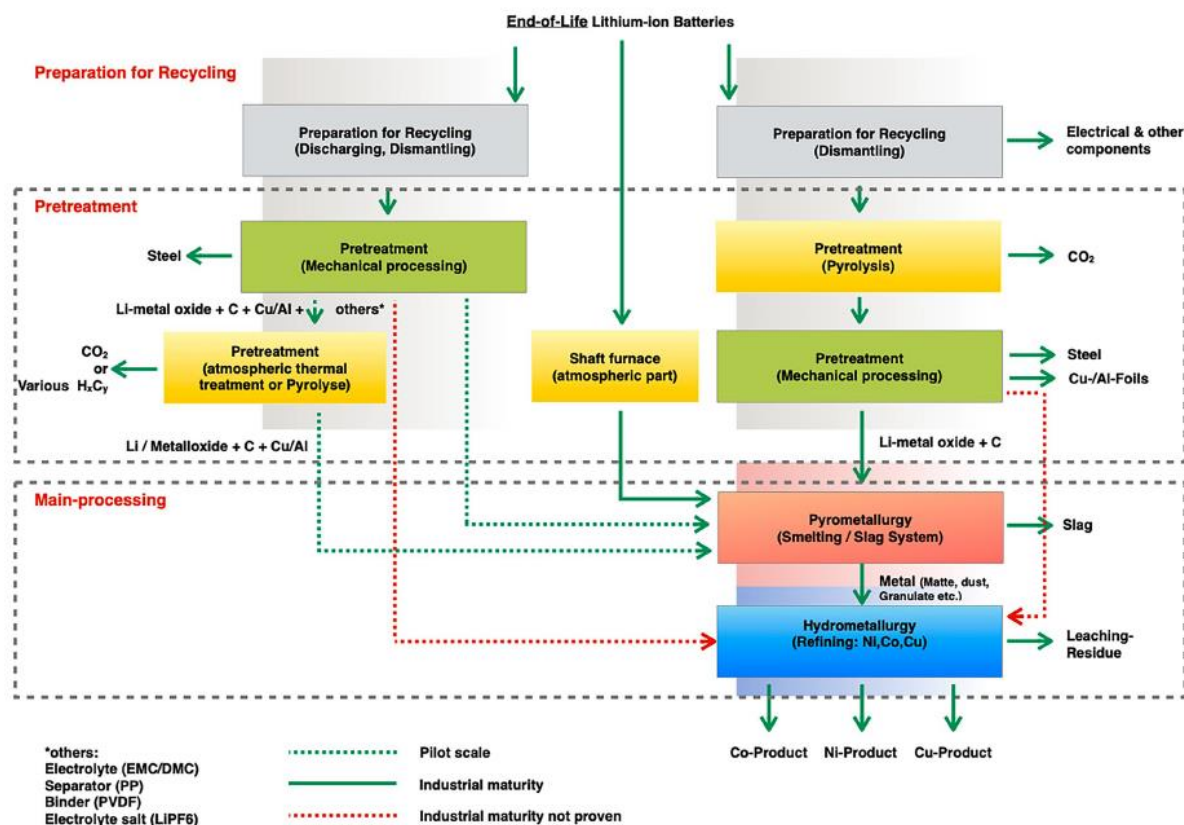 End-of-Life Lithium-ion Batteries
Preparation for Recycling
Preparation for Recycling
(Discharging, Dismantling)
Preparation for Recycling
(Dismantling)
Electrical & other
components
Pretreatment
Pretreatment
(Mechanical processing)
Steel
Pretreatment
(Pyrolysis)
CO₂
Li-metal oxide + C + Cu/Al + others*
CO₂
or
Various HₓCᵧ
Pretreatment
(atmospheric thermal
treatment or Pyrolyse)
Shaft furnace
(atmospheric part)
Pretreatment
(Mechanical processing)
Steel
Cu-/Al-Foils
Li / Metalloxide + C + Cu/Al
Li-metal oxide + C
Main-processing
Pyrometallurgy
(Smelting / Slag System)
Slag
Metal (Matte, dust,
Granulate etc.)
Hydrometallurgy
(Refining: Ni,Co,Cu)
Leaching-
Residue
Co-Product
Ni-Product
Cu-Product
*others:
Electrolyte (EMC/DMC)
Separator (PP)
Binder (PVDF)
Electrolyte salt (LiPF6)
Pilot scale
Industrial maturity
Industrial maturity not proven